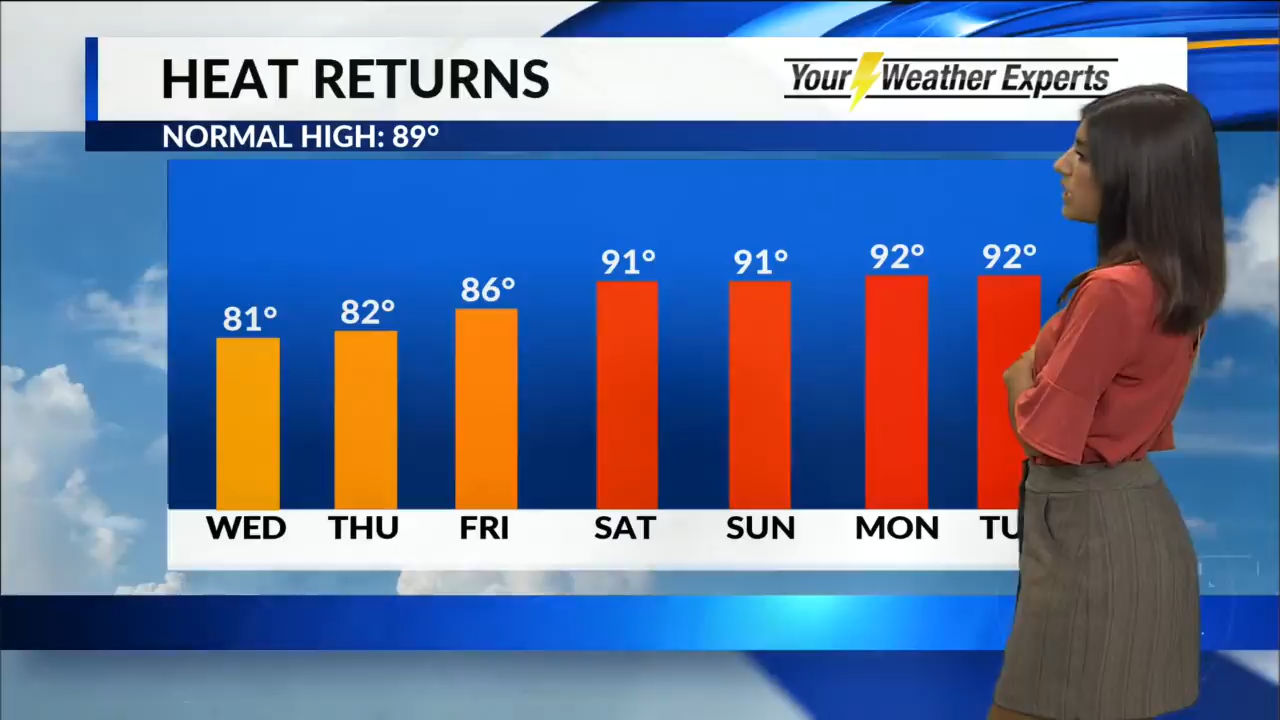 HEAT RETURNS
Your Weather Experts
NORMAL HIGH: 89°
81° 82° 86° 91° 91° 92° 92°
WED THU FRI SAT SUN MON TU